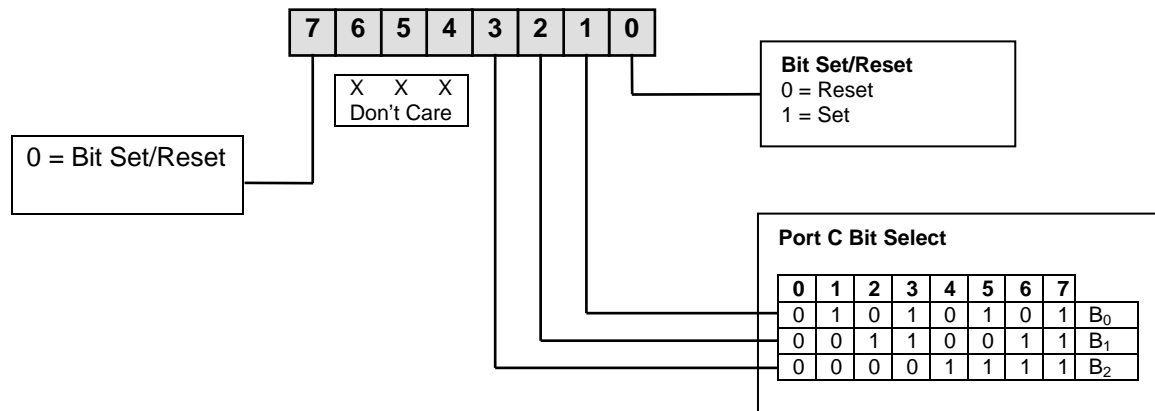 7 6 5 4 3 2 1 0
X X X
Don't Care
Bit Set/Reset
0 = Reset
1 = Set
0 = Bit Set/Reset
Port C Bit Select
0 1 2 3 4 5 6 7
0 1 0 1 0 1 0 1 B₀
0 0 1 1 0 0 1 1 B₁
0 0 0 0 1 1 1 1 B₂